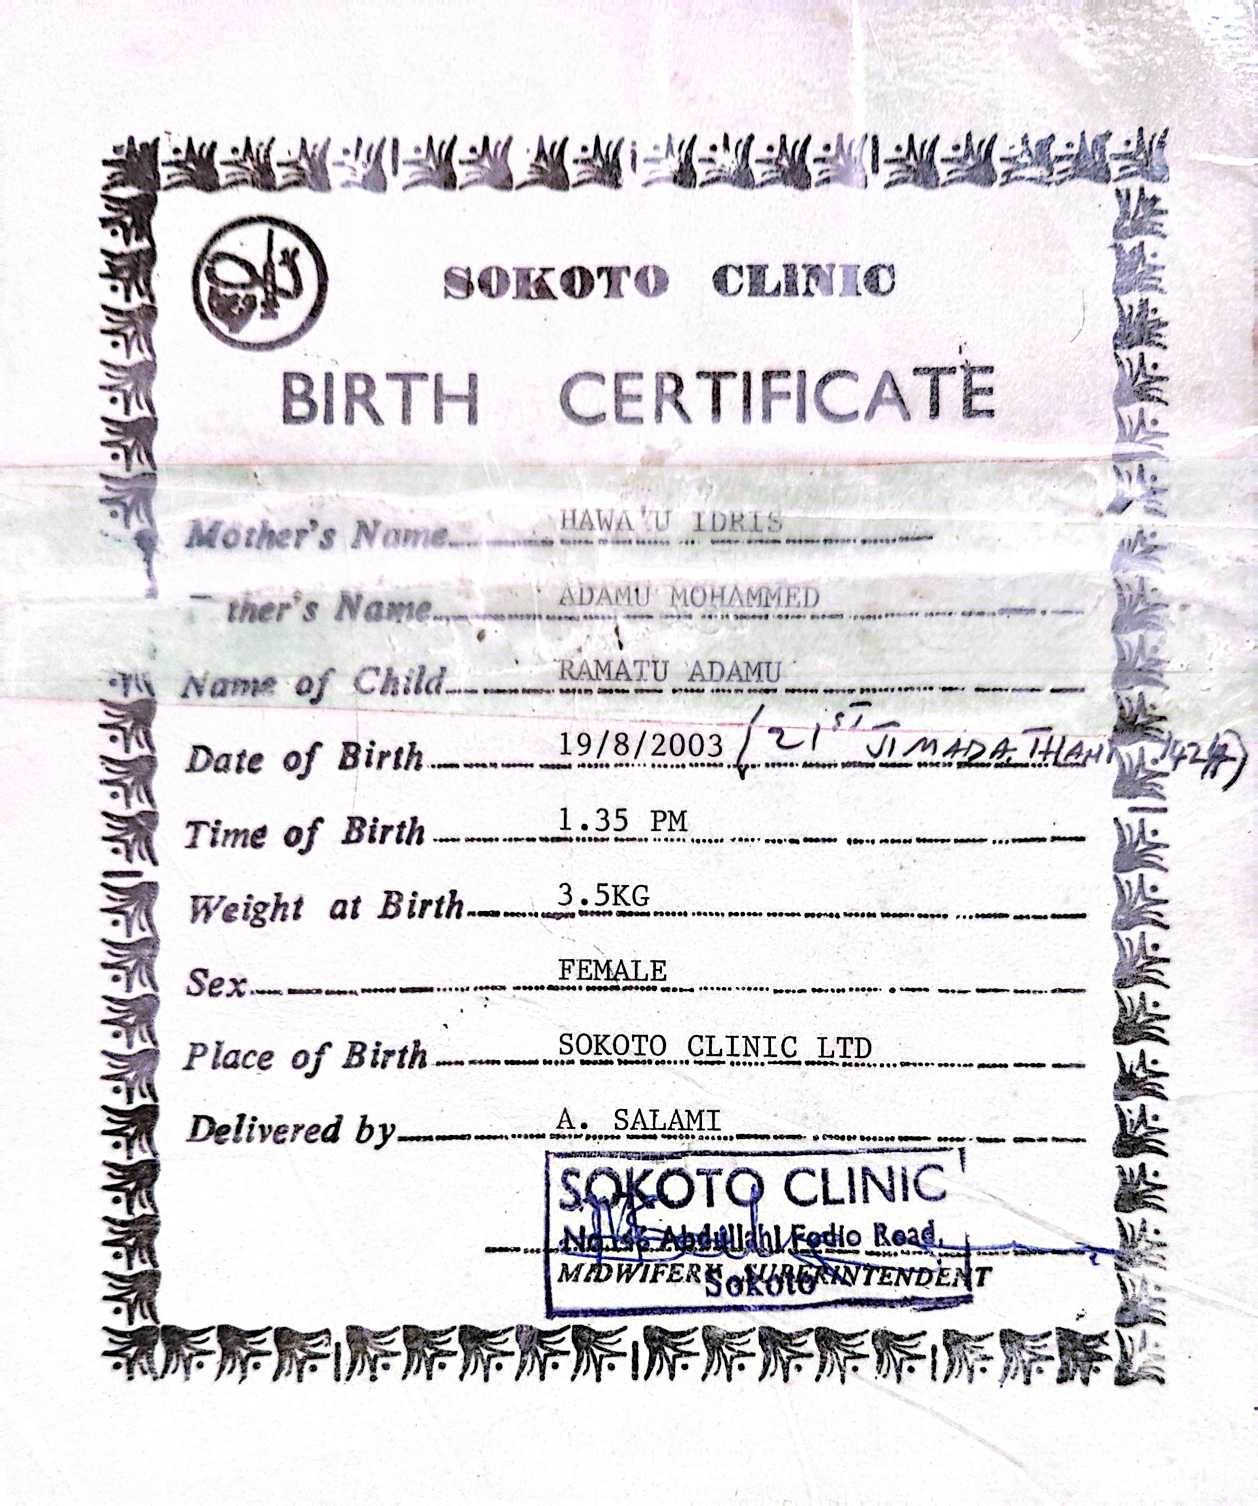 SOKOTO CLINIC
BIRTH CERTIFICATE
Mother's Name HAWA'U IDRIS
ther's Name ADAMU MOHAMMED
Name of Child RAMATU ADAMU
Date of Birth 19/8/2003 (21ST JIMADA
Time of Birth 1.35 PM
Weight at Birth 3.5KG
Sex FEMALE
Place of Birth SOKOTO CLINIC LTD
Delivered by A. SALAMI
SOKOTO CLINIC
Abdullahi Fodio Road,
MIDWIFERY SUPERINTENDENT
Sokoto